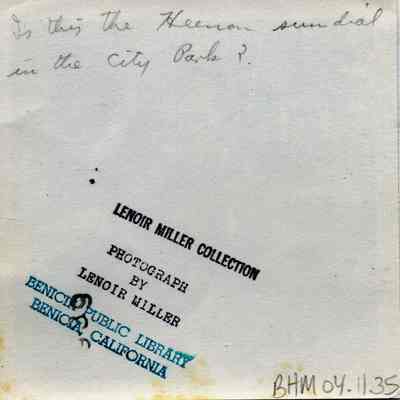 Is this the Heenan sundial
in the City Park?.
LENOIR MILLER COLLECTION
PHOTOGRAPH
BY
LENOIR MILLER
BENICIA PUBLIC LIBRARY
BENICIA, CALIFORNIA
BHM 04.11.35